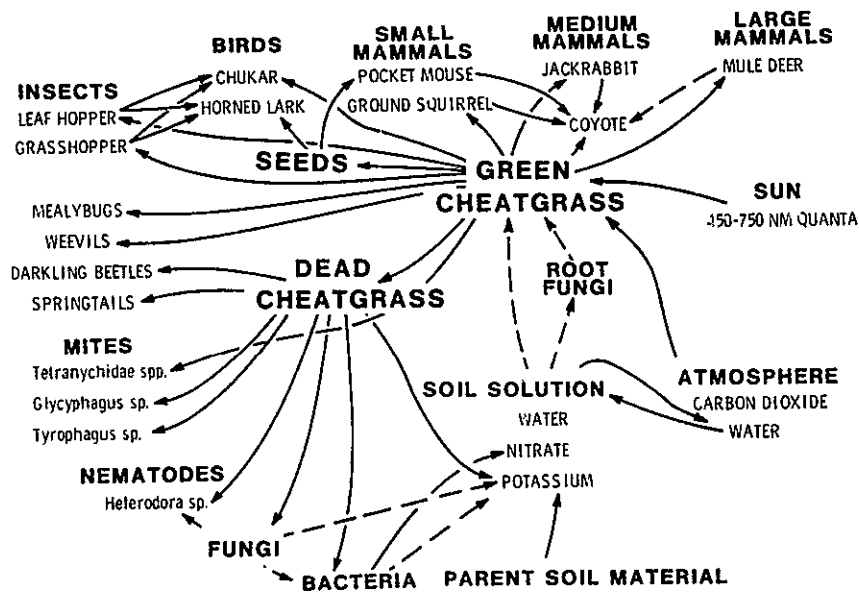 BIRDS
CHUKAR
HORNED LARK
SMALL
MAMMALS
POCKET MOUSE
GROUND SQUIRREL
MEDIUM
MAMMALS
JACKRABBIT
COYOTE
LARGE
MAMMALS
MULE DEER
INSECTS
LEAF HOPPER
GRASSHOPPER
SEEDS
GREEN
CHEATGRASS
SUN
450-750 NM QUANTA
MEALYBUGS
WEEVILS
DARKLING BEETLES
SPRINGTAILS
DEAD
CHEATGRASS
ROOT
FUNGI
MITES
Tetranychidae spp.
Glycyphagus sp.
Tyrophagus sp.
SOIL SOLUTION
WATER
NITRATE
POTASSIUM
ATMOSPHERE
CARBON DIOXIDE
WATER
NEMATODES
Heterodora sp.
FUNGI
BACTERIA
PARENT SOIL MATERIAL